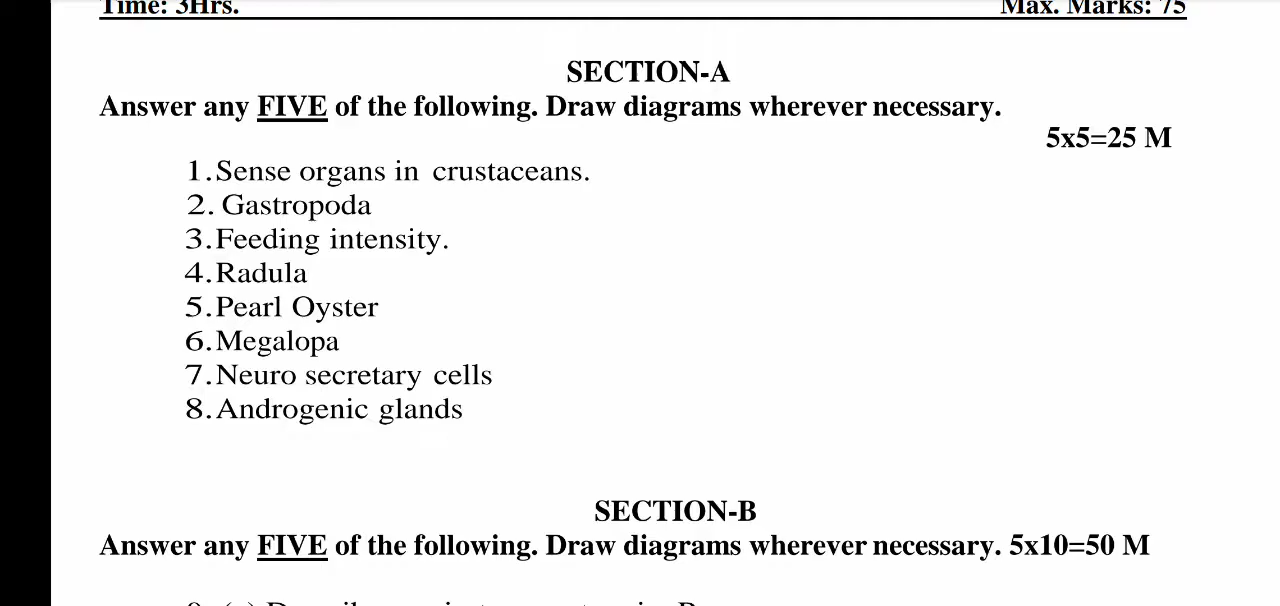 Time: 3Hrs. Max. Marks: 75
SECTION-A
Answer any FIVE of the following. Draw diagrams wherever necessary.
5x5=25 M
1.Sense organs in crustaceans.
2. Gastropoda
3.Feeding intensity.
4.Radula
5.Pearl Oyster
6.Megalopa
7.Neuro secretary cells
8.Androgenic glands
SECTION-B
Answer any FIVE of the following. Draw diagrams wherever necessary. 5x10=50 M